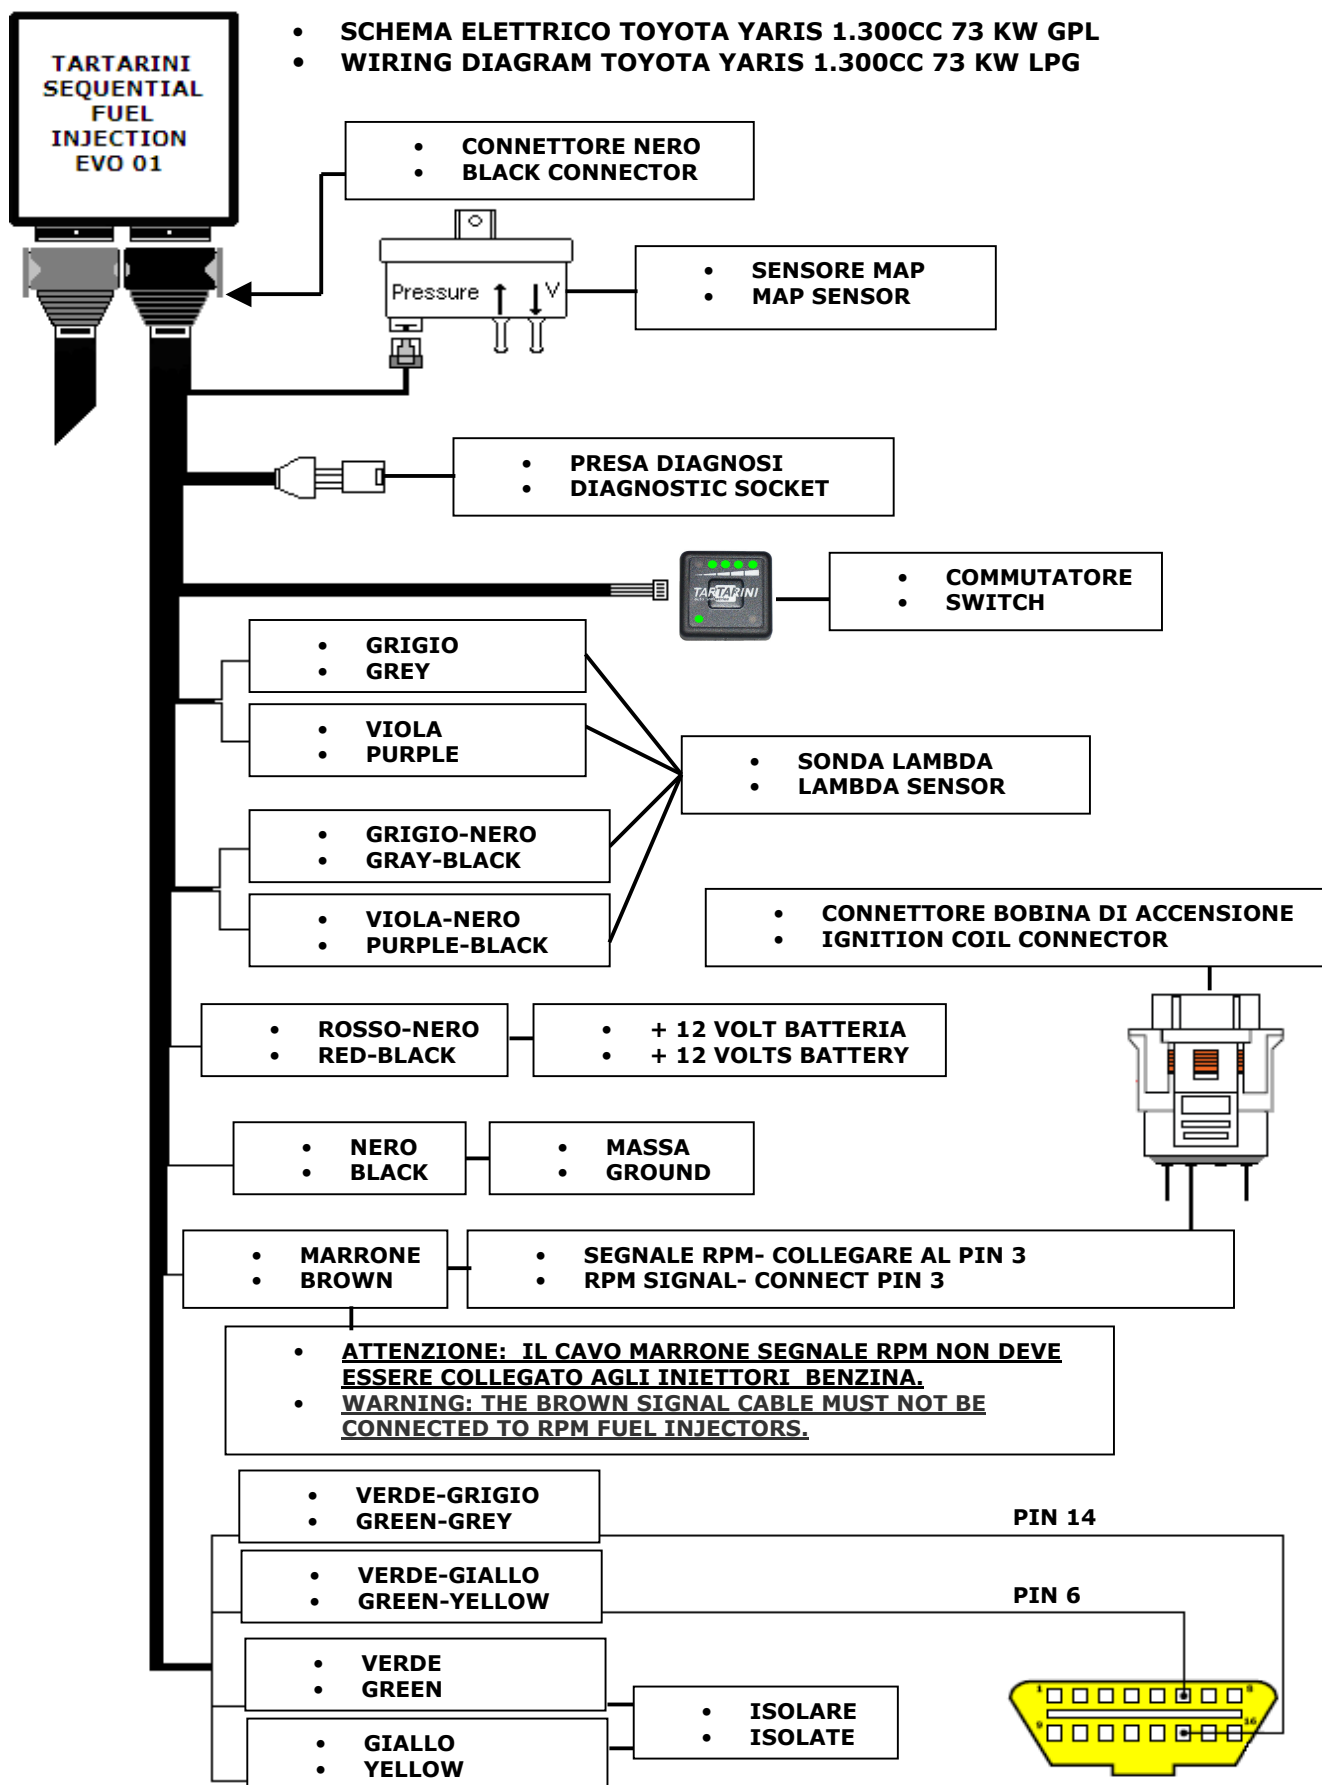 TARTARINI
SEQUENTIAL
FUEL
INJECTION
EVO 01
• SCHEMA ELETTRICO TOYOTA YARIS 1.300CC 73 KW GPL
• WIRING DIAGRAM TOYOTA YARIS 1.300CC 73 KW LPG
• CONNETTORE NERO
• BLACK CONNECTOR
Pressure V
• SENSORE MAP
• MAP SENSOR
• PRESA DIAGNOSI
• DIAGNOSTIC SOCKET
TARTARINI
• COMMUTATORE
• SWITCH
• GRIGIO
• GREY
• VIOLA
• PURPLE
• SONDA LAMBDA
• LAMBDA SENSOR
• GRIGIO-NERO
• GRAY-BLACK
• VIOLA-NERO
• PURPLE-BLACK
• CONNETTORE BOBINA DI ACCENSIONE
• IGNITION COIL CONNECTOR
• ROSSO-NERO
• RED-BLACK
• + 12 VOLT BATTERIA
• + 12 VOLTS BATTERY
• NERO
• BLACK
• MASSA
• GROUND
• MARRONE
• BROWN
• SEGNALE RPM- COLLEGARE AL PIN 3
• RPM SIGNAL- CONNECT PIN 3
• ATTENZIONE: IL CAVO MARRONE SEGNALE RPM NON DEVE
ESSERE COLLEGATO AGLI INIETTORI BENZINA.
• WARNING: THE BROWN SIGNAL CABLE MUST NOT BE
CONNECTED TO RPM FUEL INJECTORS.
• VERDE-GRIGIO
• GREEN-GREY
PIN 14
• VERDE-GIALLO
• GREEN-YELLOW
PIN 6
• VERDE
• GREEN
• GIALLO
• YELLOW
• ISOLARE
• ISOLATE
1 8
9 16